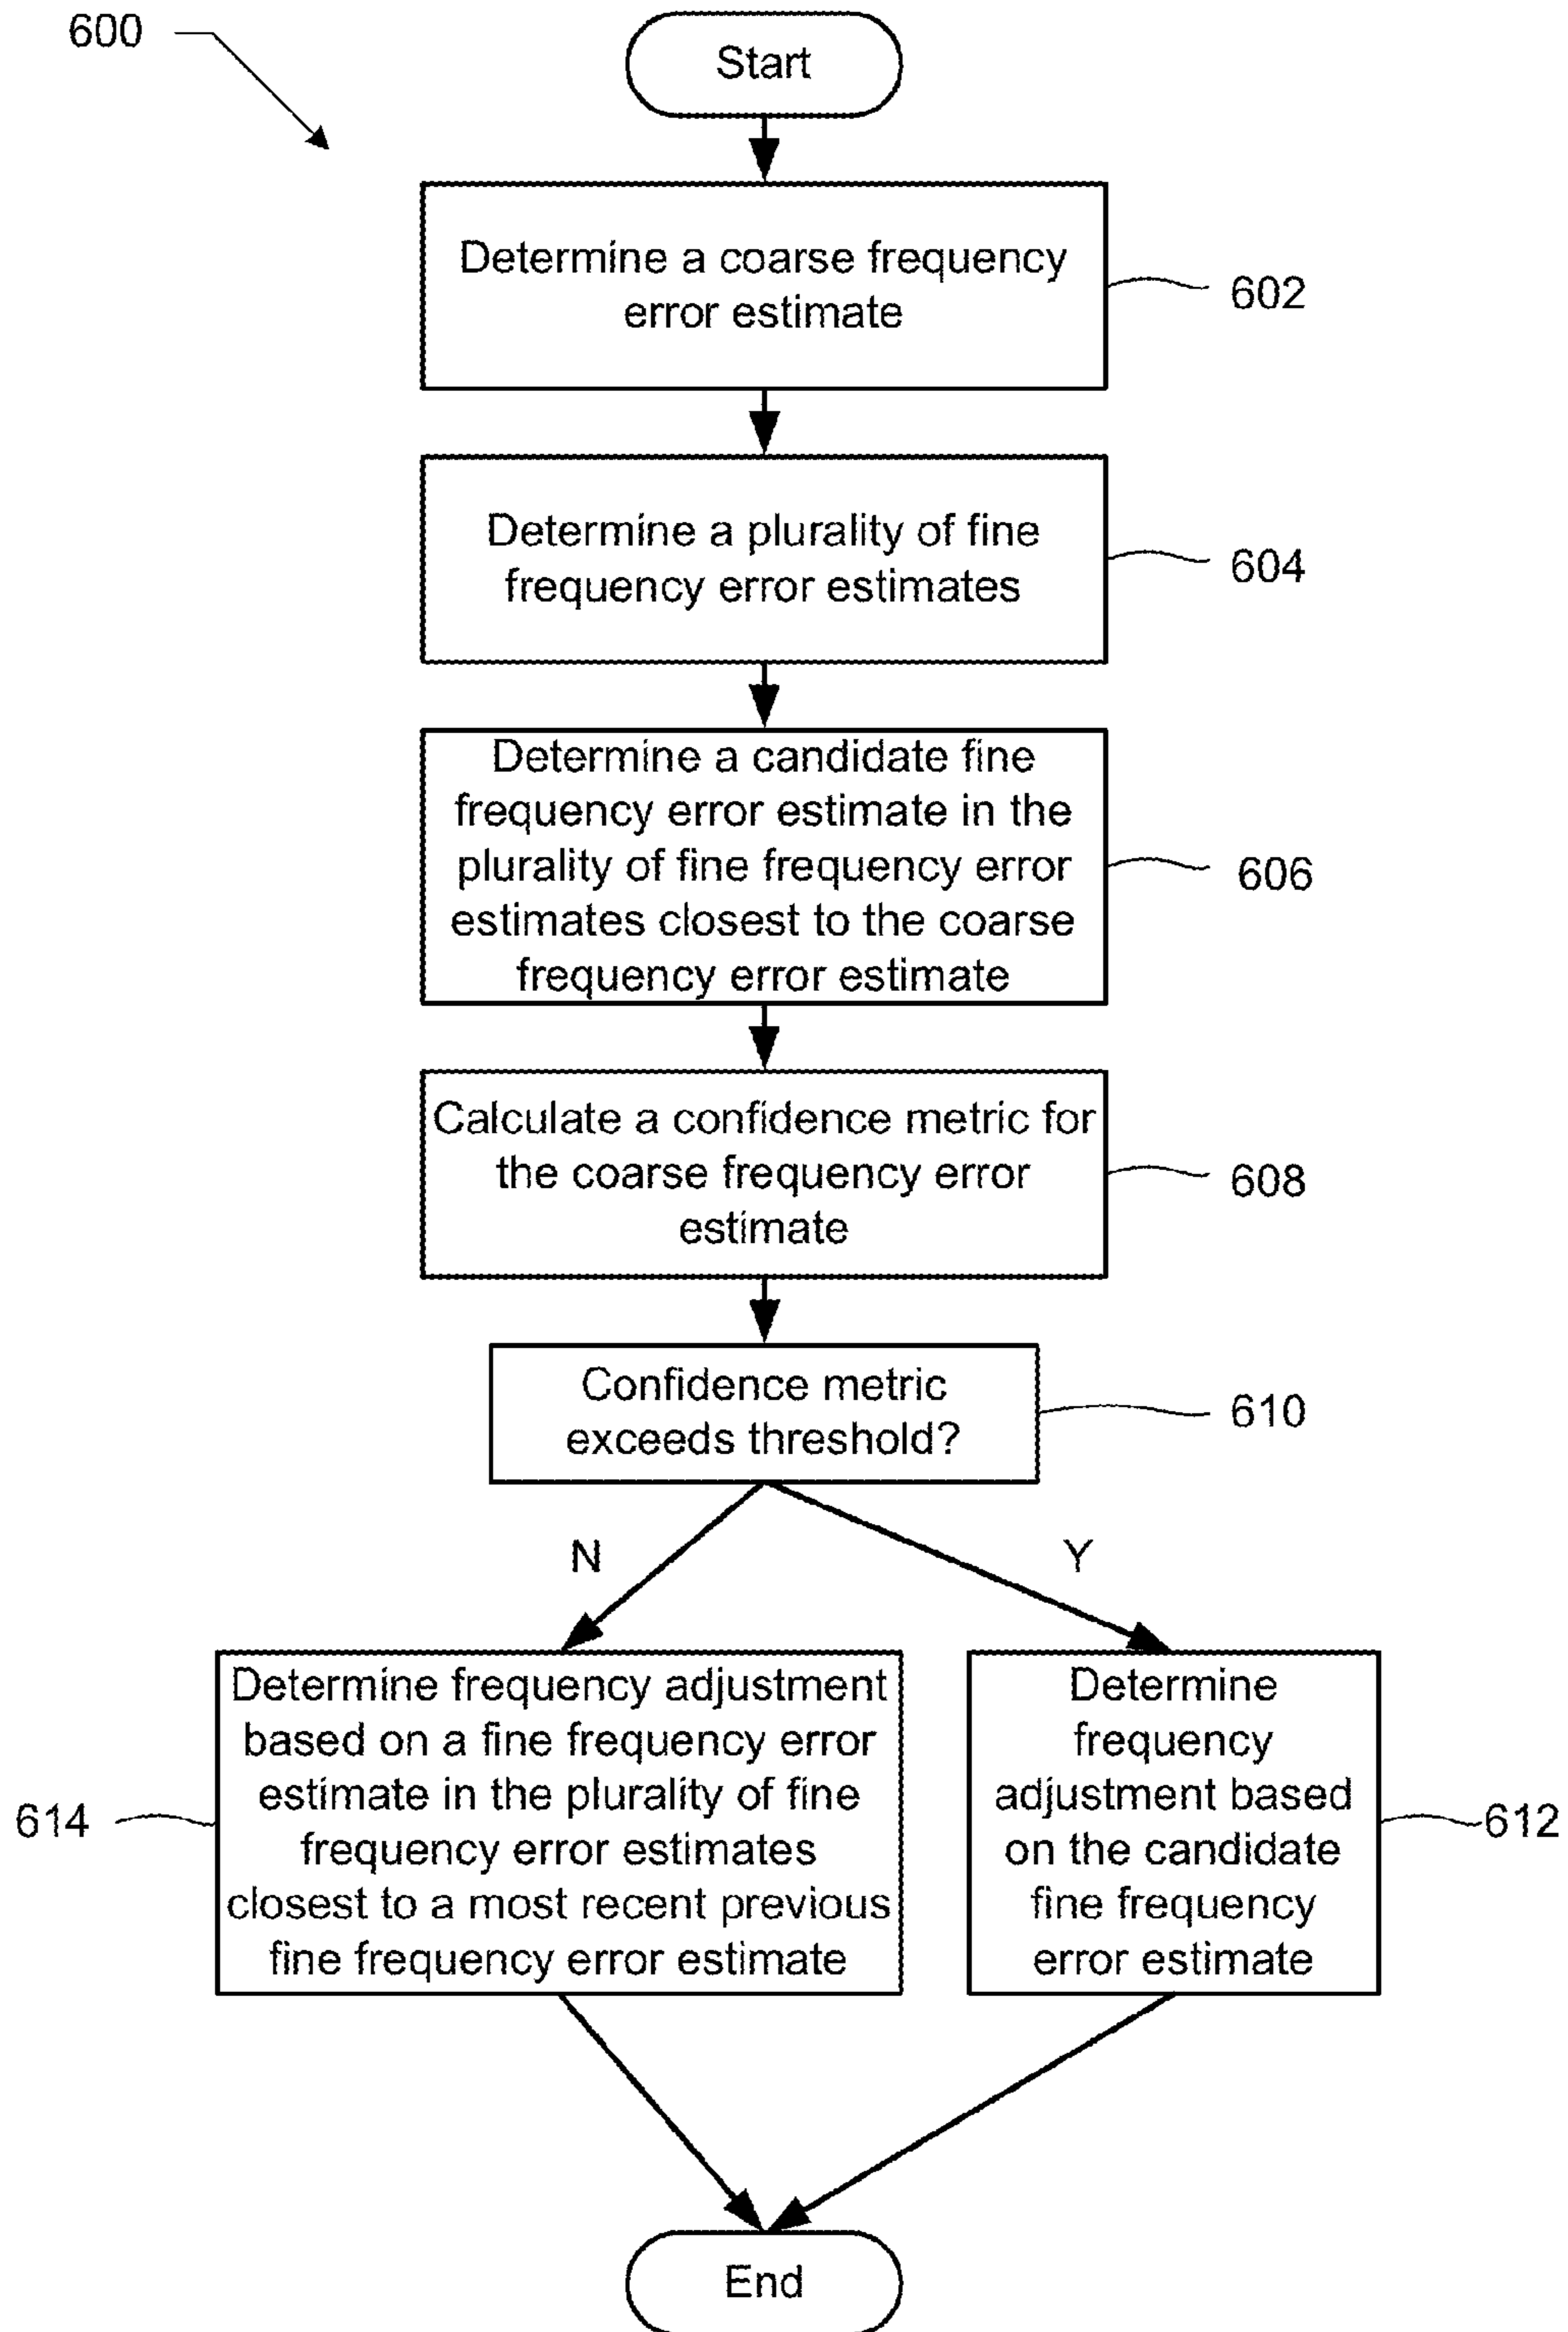 600
Start
Determine a coarse frequency
error estimate
602
Determine a plurality of fine
frequency error estimates
604
Determine a candidate fine
frequency error estimate in the
plurality of fine frequency error
estimates closest to the coarse
frequency error estimate
606
Calculate a confidence metric for
the coarse frequency error
estimate
608
Confidence metric
exceeds threshold?
610
N
Y
Determine frequency adjustment
based on a fine frequency error
estimate in the plurality of fine
frequency error estimates
closest to a most recent previous
fine frequency error estimate
614
Determine
frequency
adjustment based
on the candidate
fine frequency
error estimate
612
End